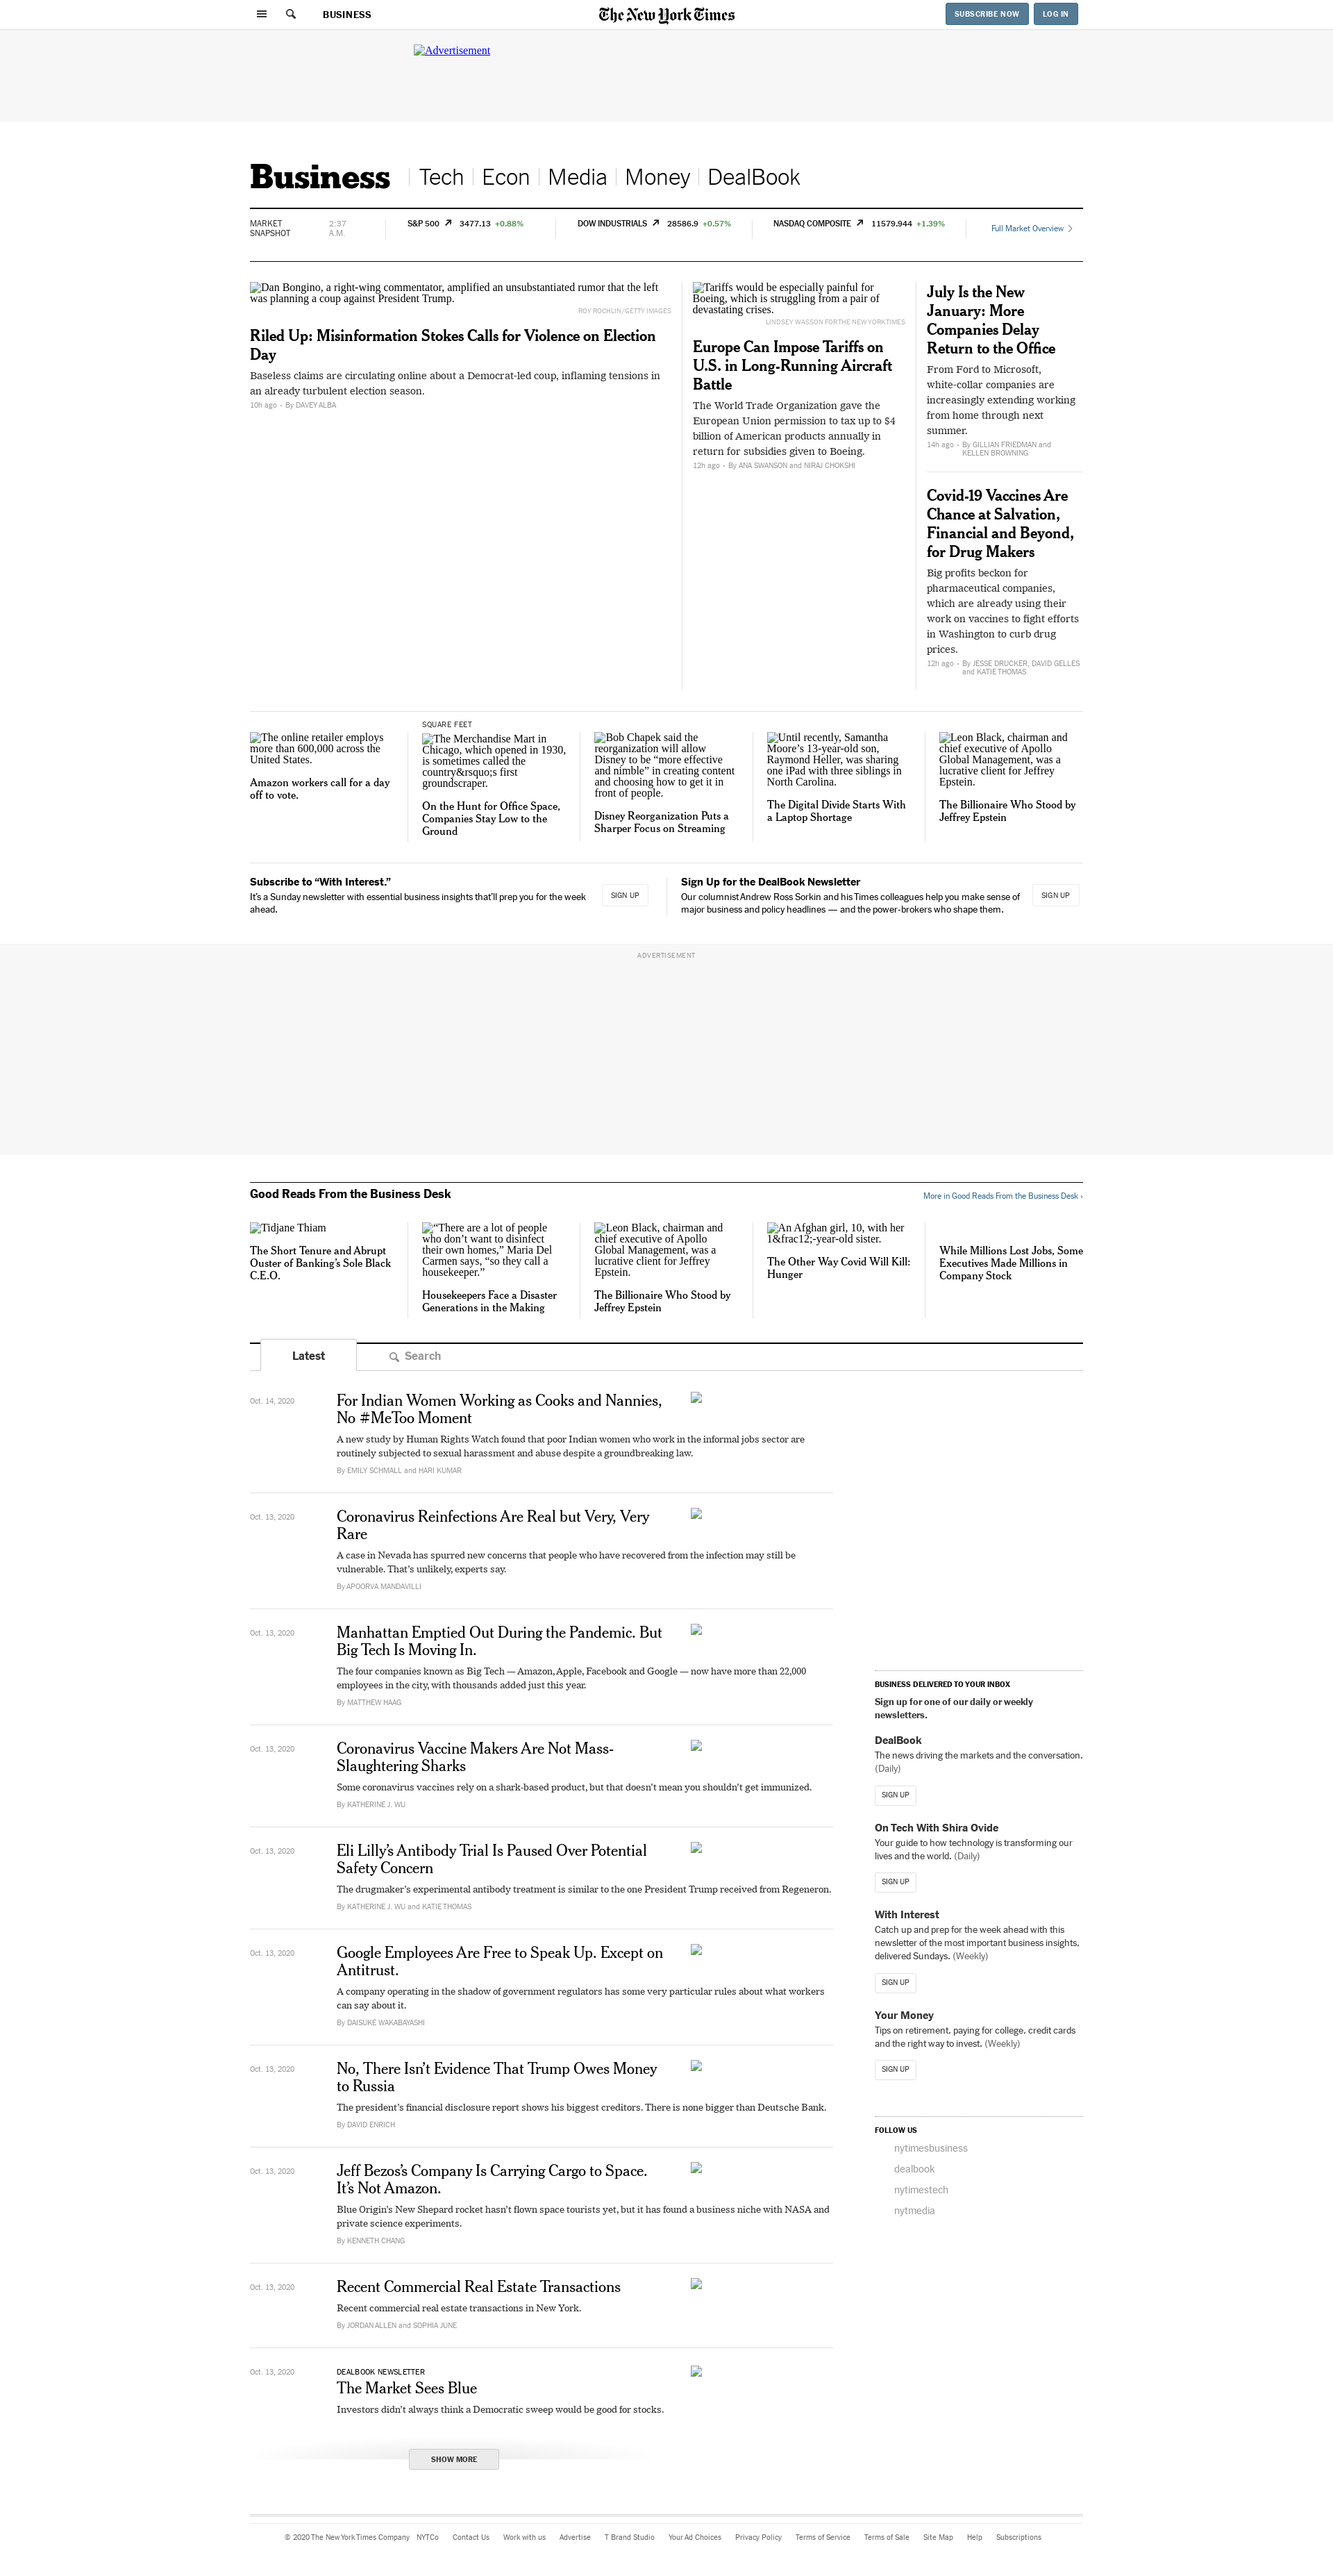 BUSINESS
The New York Times
SUBSCRIBE NOW
LOG IN
Advertisement
Business
Tech
Econ
Media
Money
DealBook
MARKET
SNAPSHOT
2:37
A.M.
S&P 500 3477.13 +0.88%
DOW INDUSTRIALS 28586.9 +0.57%
NASDAQ COMPOSITE 11579.944 +1.39%
Full Market Overview
Dan Bongino, a right-wing commentator, amplified an unsubstantiated rumor that the left
was planning a coup against President Trump.
ROY ROCHLIN/GETTY IMAGES
Riled Up: Misinformation Stokes Calls for Violence on Election
Day
Baseless claims are circulating online about a Democrat-led coup, inflaming tensions in
an already turbulent election season.
10h ago • By DAVEY ALBA
Tariffs would be especially painful for
Boeing, which is struggling from a pair of
devastating crises.
LINDSEY WASSON FOR THE NEW YORK TIMES
Europe Can Impose Tariffs on
U.S. in Long-Running Aircraft
Battle
The World Trade Organization gave the
European Union permission to tax up to $4
billion of American products annually in
return for subsidies given to Boeing.
12h ago • By ANA SWANSON and NIRAJ CHOKSHI
July Is the New
January: More
Companies Delay
Return to the Office
From Ford to Microsoft,
white-collar companies are
increasingly extending working
from home through next
summer.
14h ago • By GILLIAN FRIEDMAN and
KELLEN BROWNING
Covid-19 Vaccines Are
Chance at Salvation,
Financial and Beyond,
for Drug Makers
Big profits beckon for
pharmaceutical companies,
which are already using their
work on vaccines to fight efforts
in Washington to curb drug
prices.
12h ago • By JESSE DRUCKER, DAVID GELLES
and KATIE THOMAS
The online retailer employs
more than 600,000 across the
United States.
Amazon workers call for a day
off to vote.
SQUARE FEET
The Merchandise Mart in
Chicago, which opened in 1930,
is sometimes called the
country&rsquo;s first
groundscraper.
On the Hunt for Office Space,
Companies Stay Low to the
Ground
Bob Chapek said the
reorganization will allow
Disney to be “more effective
and nimble” in creating content
and choosing how to get it in
front of people.
Disney Reorganization Puts a
Sharper Focus on Streaming
Until recently, Samantha
Moore’s 13-year-old son,
Raymond Heller, was sharing
one iPad with three siblings in
North Carolina.
The Digital Divide Starts With
a Laptop Shortage
Leon Black, chairman and
chief executive of Apollo
Global Management, was a
lucrative client for Jeffrey
Epstein.
The Billionaire Who Stood by
Jeffrey Epstein
Subscribe to “With Interest.”
It’s a Sunday newsletter with essential business insights that’ll prep you for the week
ahead.
SIGN UP
Sign Up for the DealBook Newsletter
Our columnist Andrew Ross Sorkin and his Times colleagues help you make sense of
major business and policy headlines — and the power-brokers who shape them.
SIGN UP
ADVERTISEMENT
Good Reads From the Business Desk
More in Good Reads From the Business Desk ›
Tidjane Thiam
The Short Tenure and Abrupt
Ouster of Banking’s Sole Black
C.E.O.
“There are a lot of people
who don’t want to disinfect
their own homes,” Maria Del
Carmen says, “so they call a
housekeeper.”
Housekeepers Face a Disaster
Generations in the Making
Leon Black, chairman and
chief executive of Apollo
Global Management, was a
lucrative client for Jeffrey
Epstein.
The Billionaire Who Stood by
Jeffrey Epstein
An Afghan girl, 10, with her
1&frac12;-year-old sister.
The Other Way Covid Will Kill:
Hunger
While Millions Lost Jobs, Some
Executives Made Millions in
Company Stock
Latest
Search
Oct. 14, 2020
For Indian Women Working as Cooks and Nannies,
No #MeToo Moment
A new study by Human Rights Watch found that poor Indian women who work in the informal jobs sector are
routinely subjected to sexual harassment and abuse despite a groundbreaking law.
By EMILY SCHMALL and HARI KUMAR
Oct. 13, 2020
Coronavirus Reinfections Are Real but Very, Very
Rare
A case in Nevada has spurred new concerns that people who have recovered from the infection may still be
vulnerable. That’s unlikely, experts say.
By APOORVA MANDAVILLI
Oct. 13, 2020
Manhattan Emptied Out During the Pandemic. But
Big Tech Is Moving In.
The four companies known as Big Tech — Amazon, Apple, Facebook and Google — now have more than 22,000
employees in the city, with thousands added just this year.
By MATTHEW HAAG
Oct. 13, 2020
Coronavirus Vaccine Makers Are Not Mass-
Slaughtering Sharks
Some coronavirus vaccines rely on a shark-based product, but that doesn’t mean you shouldn’t get immunized.
By KATHERINE J. WU
Oct. 13, 2020
Eli Lilly’s Antibody Trial Is Paused Over Potential
Safety Concern
The drugmaker’s experimental antibody treatment is similar to the one President Trump received from Regeneron.
By KATHERINE J. WU and KATIE THOMAS
Oct. 13, 2020
Google Employees Are Free to Speak Up. Except on
Antitrust.
A company operating in the shadow of government regulators has some very particular rules about what workers
can say about it.
By DAISUKE WAKABAYASHI
Oct. 13, 2020
No, There Isn’t Evidence That Trump Owes Money
to Russia
The president’s financial disclosure report shows his biggest creditors. There is none bigger than Deutsche Bank.
By DAVID ENRICH
Oct. 13, 2020
Jeff Bezos’s Company Is Carrying Cargo to Space.
It’s Not Amazon.
Blue Origin’s New Shepard rocket hasn’t flown space tourists yet, but it has found a business niche with NASA and
private science experiments.
By KENNETH CHANG
Oct. 13, 2020
Recent Commercial Real Estate Transactions
Recent commercial real estate transactions in New York.
By JORDAN ALLEN and SOPHIA JUNE
Oct. 13, 2020
DEALBOOK NEWSLETTER
The Market Sees Blue
Investors didn’t always think a Democratic sweep would be good for stocks.
SHOW MORE
BUSINESS DELIVERED TO YOUR INBOX
Sign up for one of our daily or weekly
newsletters.
DealBook
The news driving the markets and the conversation.
(Daily)
SIGN UP
On Tech With Shira Ovide
Your guide to how technology is transforming our
lives and the world. (Daily)
SIGN UP
With Interest
Catch up and prep for the week ahead with this
newsletter of the most important business insights,
delivered Sundays. (Weekly)
SIGN UP
Your Money
Tips on retirement, paying for college, credit cards
and the right way to invest. (Weekly)
SIGN UP
FOLLOW US
nytimesbusiness
dealbook
nytimestech
nytmedia
© 2020 The New York Times Company NYTCo Contact Us Work with us Advertise T Brand Studio Your Ad Choices Privacy Policy Terms of Service Terms of Sale Site Map Help Subscriptions